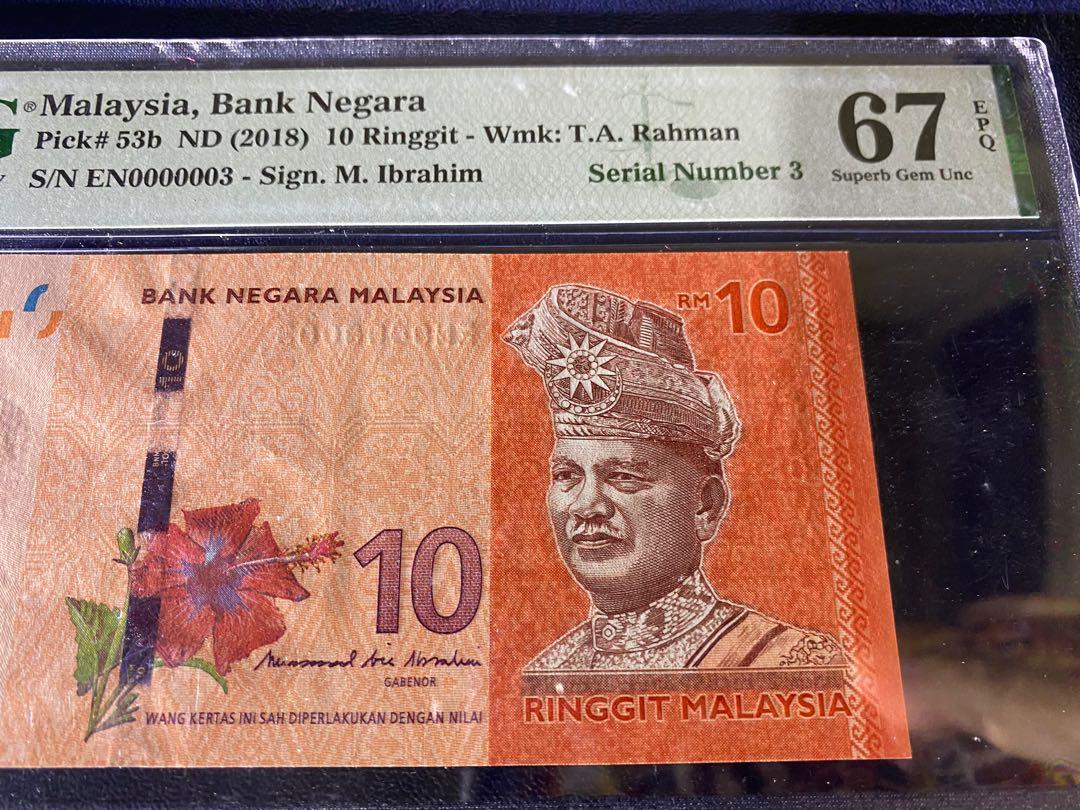 G® Malaysia, Bank Negara
Pick# 53b ND (2018) 10 Ringgit - Wmk: T.A. Rahman
S/N EN0000003 - Sign. M. Ibrahim
Serial Number 3
67
EPQ
Superb Gem Unc
BANK NEGARA MALAYSIA
RM10
10
10
GABENOR
WANG KERTAS INI SAH DIPERLAKUKAN DENGAN NILAI
RINGGIT MALAYSIA